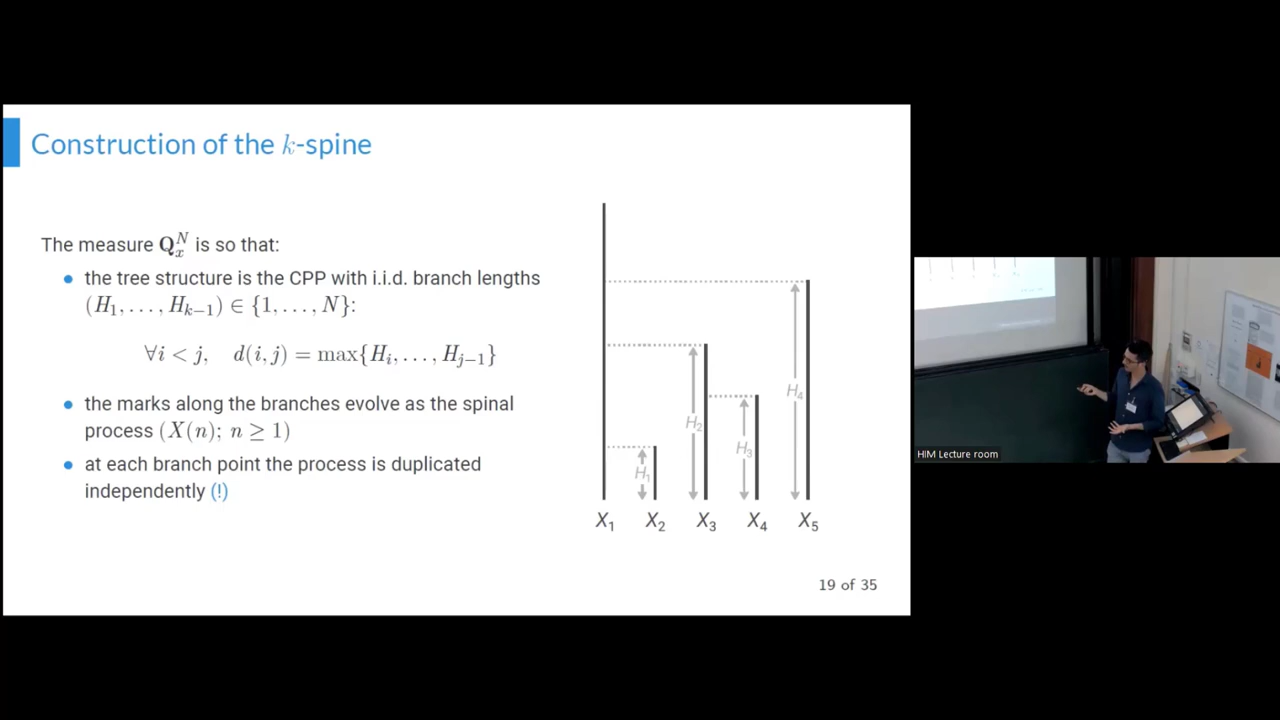 Construction of the k-spine
The measure Q_x^N is so that:
the tree structure is the CPP with i.i.d. branch lengths
(H_1, . . . , H_{k−1}) ∈ {1, . . . , N}:
∀i < j,   d(i, j) = max{H_i, . . . , H_{j−1}}
the marks along the branches evolve as the spinal
process (X(n); n ≥ 1)
at each branch point the process is duplicated
independently (!)
H_4
H_2
H_3
H_1
X_1 X_2 X_3 X_4 X_5
19 of 35
HIM Lecture room